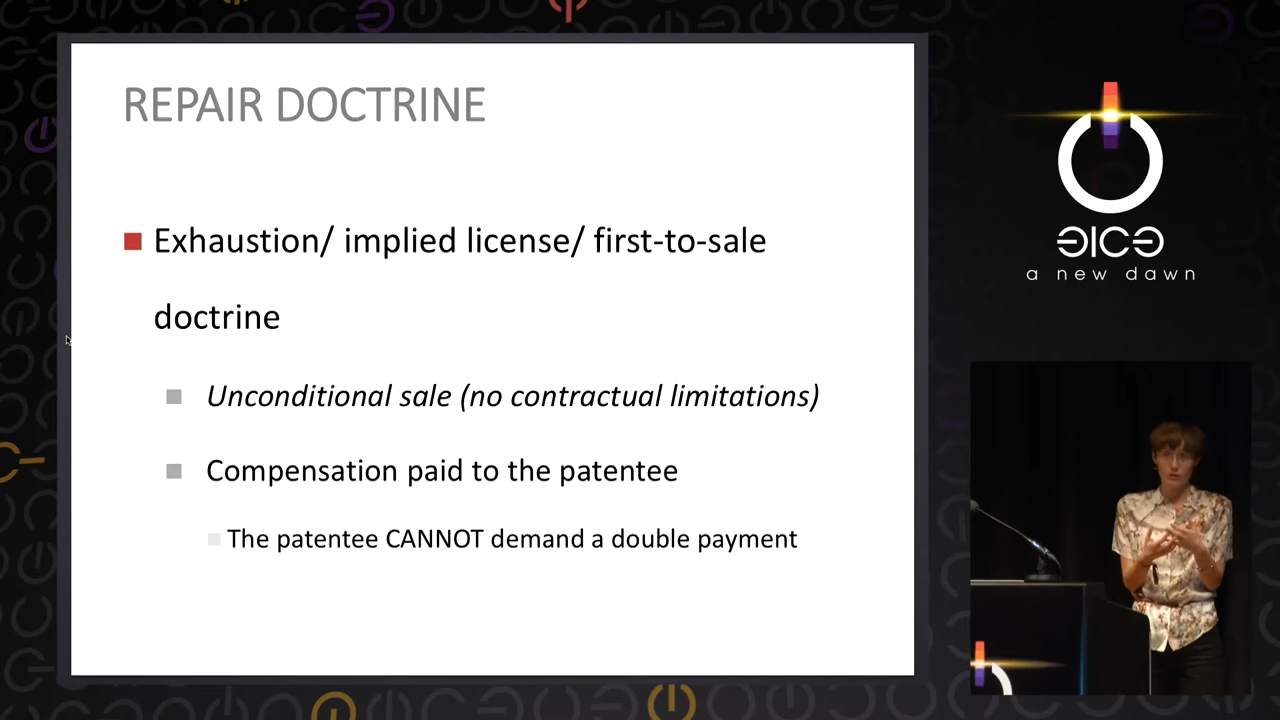 REPAIR DOCTRINE
Exhaustion/ implied license/ first-to-sale
doctrine
Unconditional sale (no contractual limitations)
Compensation paid to the patentee
The patentee CANNOT demand a double payment
a new dawn